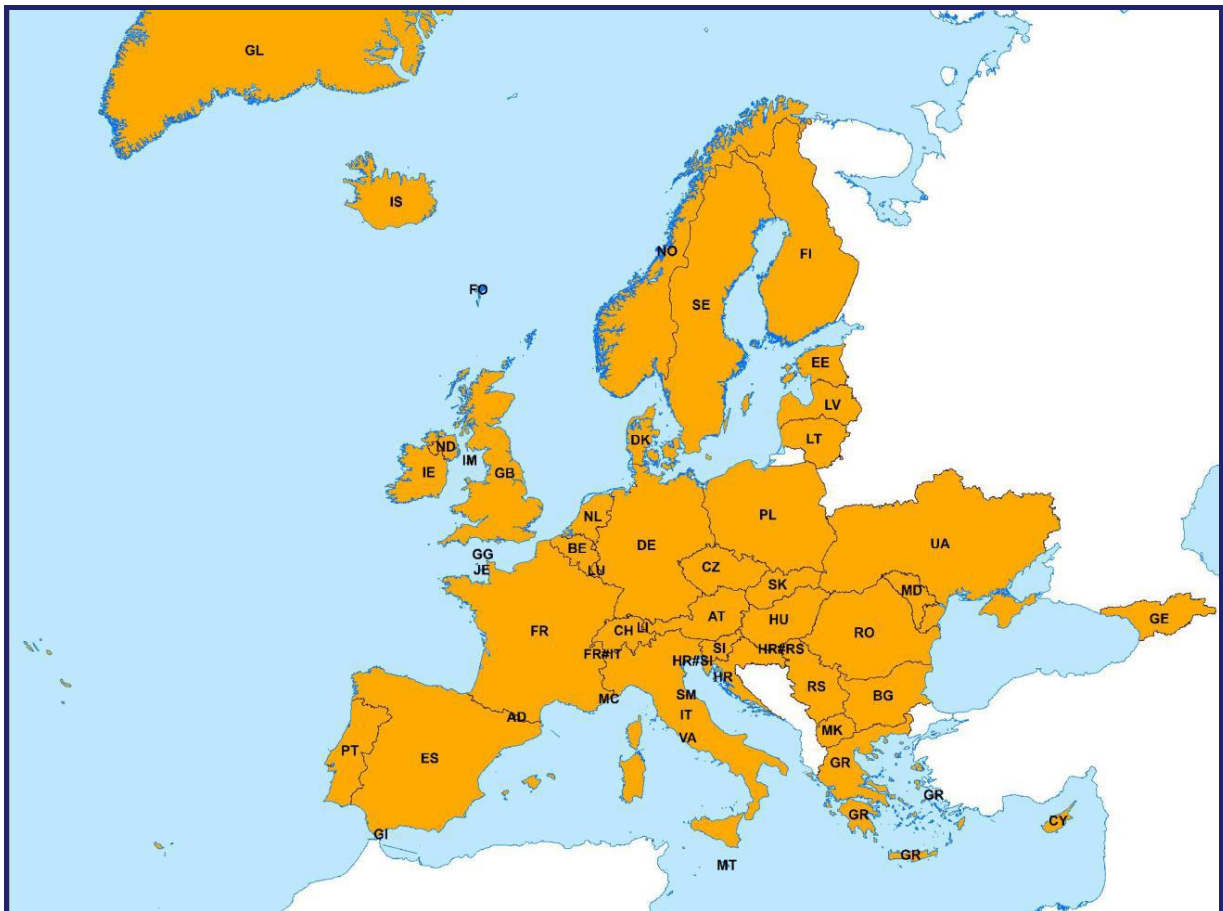 GL
IS
NO
FI
FO
SE
EE
LV
LT
DK
ND
IM
IE
GB
NL
PL
DE
UA
GG
BE
JE
LU
CZ
SK
MD
AT
HU
GE
FR
CH
LI
RO
SI
HR#RS
FR#IT
HR#SI
HR
RS
MC
SM
BG
AD
IT
MK
VA
PT
ES
GR
GR
GR
CY
GI
GR
MT